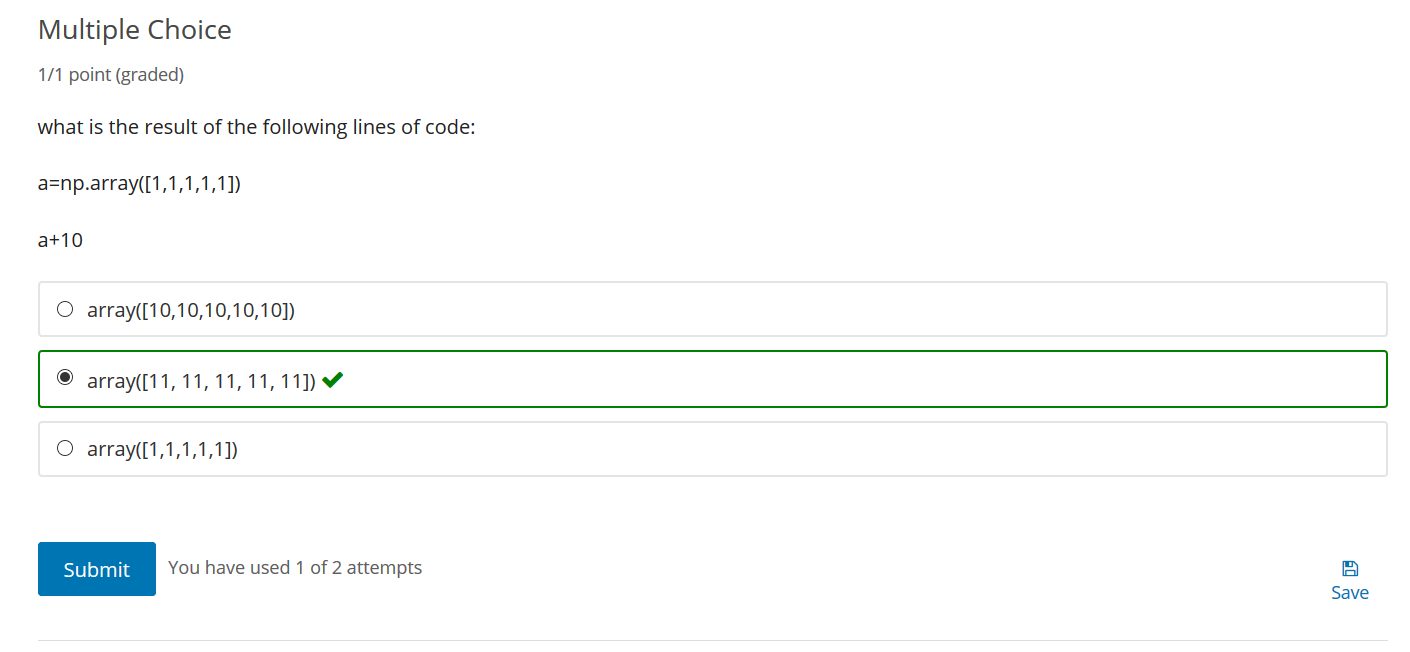 Multiple Choice
1/1 point (graded)
what is the result of the following lines of code:
a=np.array([1,1,1,1,1])
a+10
array([10,10,10,10,10])
array([11, 11, 11, 11, 11])
array([1,1,1,1,1])
Submit
You have used 1 of 2 attempts
Save